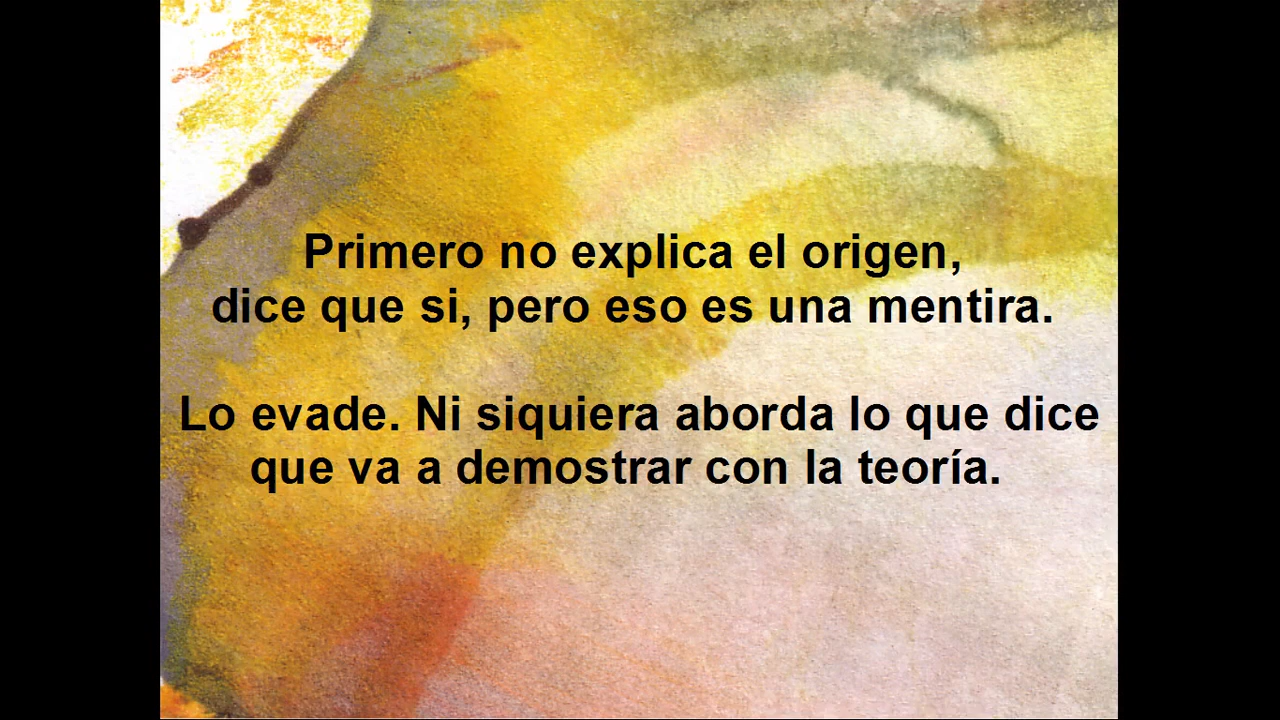 Primero no explica el origen,
dice que si, pero eso es una mentira.
Lo evade. Ni siquiera aborda lo que dice
que va a demostrar con la teoría.